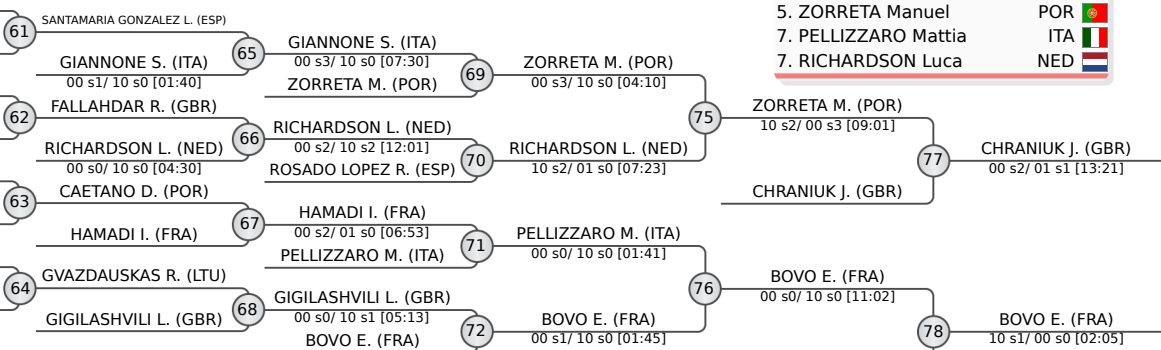 5. ZORRETA Manuel POR
7. PELLIZZARO Mattia ITA
7. RICHARDSON Luca NED
61
SANTAMARIA GONZALEZ L. (ESP)
GIANNONE S. (ITA)
00 s1/ 10 s0 [01:40]
62
FALLAHDAR R. (GBR)
RICHARDSON L. (NED)
00 s0/ 10 s0 [04:30]
63
CAETANO D. (POR)
HAMADI I. (FRA)
64
GVAZDAUSKAS R. (LTU)
GIGILASHVILI L. (GBR)
65
GIANNONE S. (ITA)
00 s3/ 10 s0 [07:30]
ZORRETA M. (POR)
66
RICHARDSON L. (NED)
00 s2/ 10 s2 [12:01]
ROSADO LOPEZ R. (ESP)
67
HAMADI I. (FRA)
00 s2/ 01 s0 [06:53]
PELLIZZARO M. (ITA)
68
GIGILASHVILI L. (GBR)
00 s0/ 10 s1 [05:13]
BOVO E. (FRA)
69
ZORRETA M. (POR)
00 s3/ 10 s0 [04:10]
70
RICHARDSON L. (NED)
10 s2/ 01 s0 [07:23]
71
PELLIZZARO M. (ITA)
00 s0/ 10 s0 [01:41]
72
BOVO E. (FRA)
00 s1/ 10 s0 [01:45]
75
ZORRETA M. (POR)
10 s2/ 00 s3 [09:01]
CHRANIUK J. (GBR)
76
BOVO E. (FRA)
00 s0/ 10 s0 [11:02]
77
CHRANIUK J. (GBR)
00 s2/ 01 s1 [13:21]
78
BOVO E. (FRA)
10 s1/ 00 s0 [02:05]